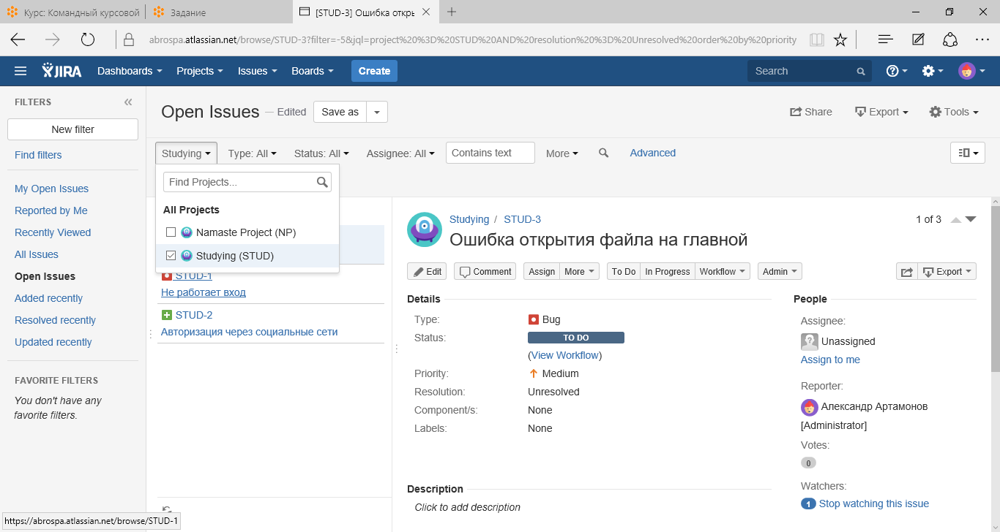 Курс: Командный курсовой
Задание
[STUD-3] Ошибка откры
abrospa.atlassian.net/browse/STUD-3?filter=-5&jql=project%20%3D%20STUD%20AND%20resolution%20%3D%20Unresolved%20order%20by%20priority
JIRA Dashboards Projects Issues Boards Create Search
FILTERS
New filter
Find filters
My Open Issues
Reported by Me
Recently Viewed
All Issues
Open Issues
Added recently
Resolved recently
Updated recently
FAVORITE FILTERS
You don't have any
favorite filters.
Open Issues — Edited Save as
Share Export Tools
Studying Type: All Status: All Assignee: All Contains text More Advanced
Find Projects...
All Projects
Namaste Project (NP)
Studying (STUD)
STUD-1
Не работает вход
STUD-2
Авторизация через социальные сети
Studying / STUD-3
1 of 3
Ошибка открытия файла на главной
Edit Comment Assign More To Do In Progress Workflow Admin Export
Details
Type: Bug
Status: TO DO
(View Workflow)
Priority: Medium
Resolution: Unresolved
Component/s: None
Labels: None
People
Assignee:
Unassigned
Assign to me
Reporter:
Александр Артамонов
[Administrator]
Votes:
0
Watchers:
1 Stop watching this issue
Description
Click to add description
https://abrospa.atlassian.net/browse/STUD-1